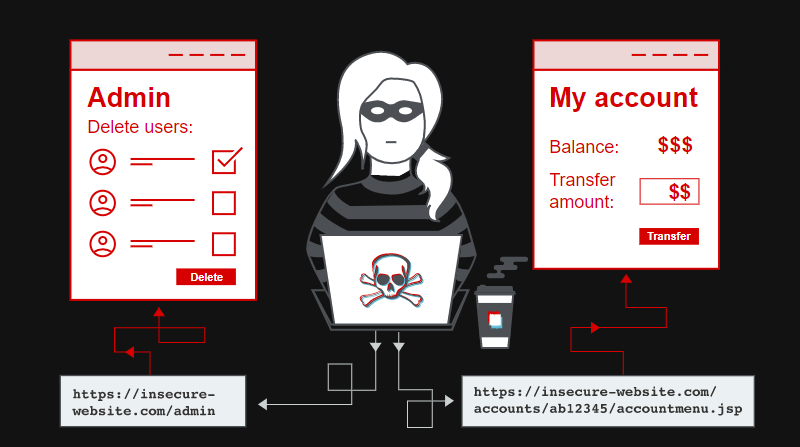 Admin
Delete users:
Delete
https://insecure-
website.com/admin
My account
Balance: $$$
Transfer
amount: $$
Transfer
https://insecure-website.com/
accounts/ab12345/accountmenu.jsp